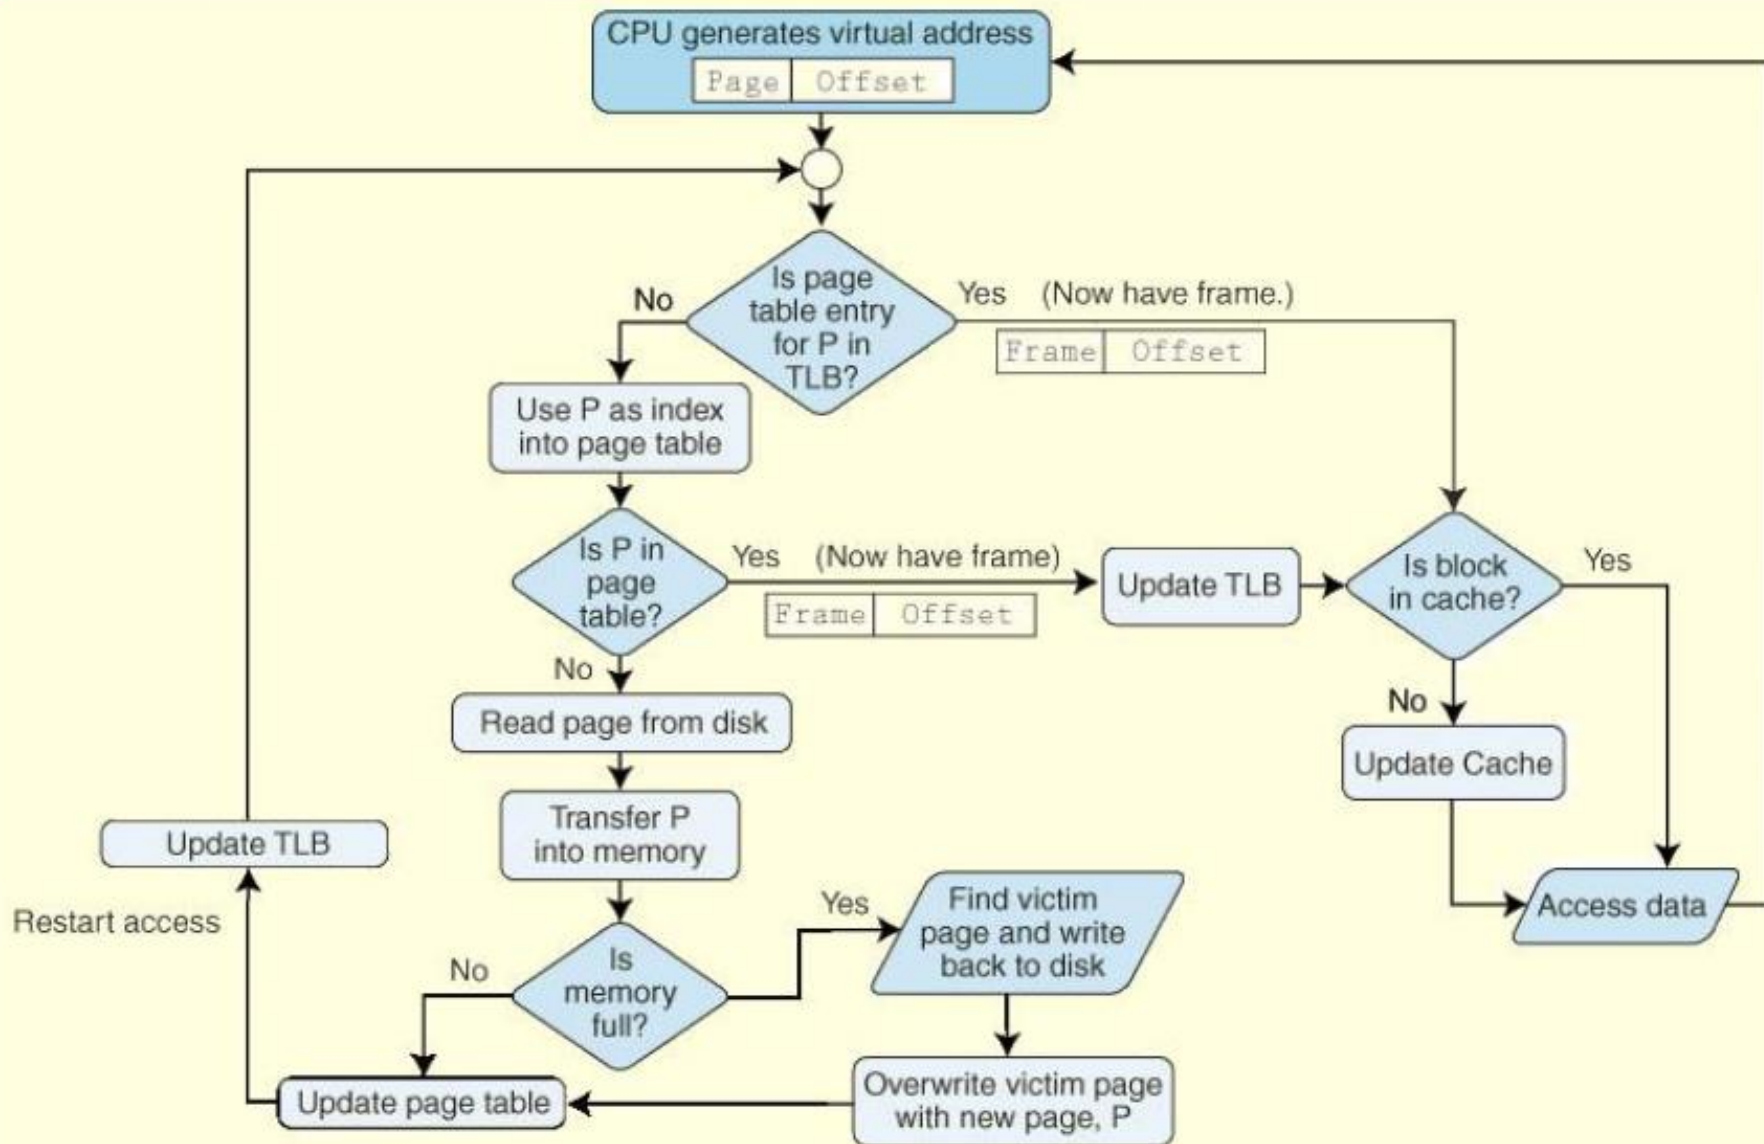 CPU generates virtual address
Page Offset
Is page
table entry
for P in
TLB?
No
Yes (Now have frame.)
Frame Offset
Use P as index
into page table
Is P in
page
table?
Yes (Now have frame)
Frame Offset
Update TLB
Is block
in cache?
Yes
No
Read page from disk
No
Update Cache
Transfer P
into memory
Update TLB
Restart access
Is
memory
full?
No
Yes
Find victim
page and write
back to disk
Access data
Update page table
Overwrite victim page
with new page, P